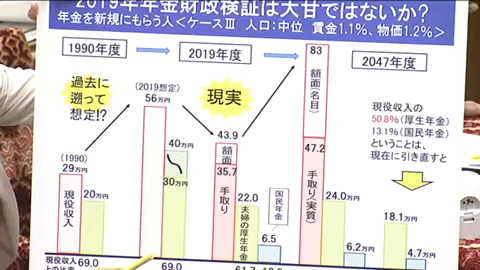 2019年年金財政検証は大甘ではないか?
年金を新規にもらう人<ケースⅢ 人口:中位 賃金1.1%、物価1.2%>
1990年度
2019年度
2047年度
過去に
遡って
想定!?
(2019想定)
56万円
現実
83
額面(名目)
47.2
手取り(実質)
現役収入の
50.8%(厚生年金)
13.1%(国民年金)
ということは、
現在に引き直すと
(1990)
29万円
現役収入
20万円
40万円
30万円
43.9
額面
35.7
手取り
22.0
夫婦の厚生年金
国民年金
6.5
24.0万円
6.2万円
18.1万円
4.7万円
現役収入
との比率
69.0
69.0
61.7